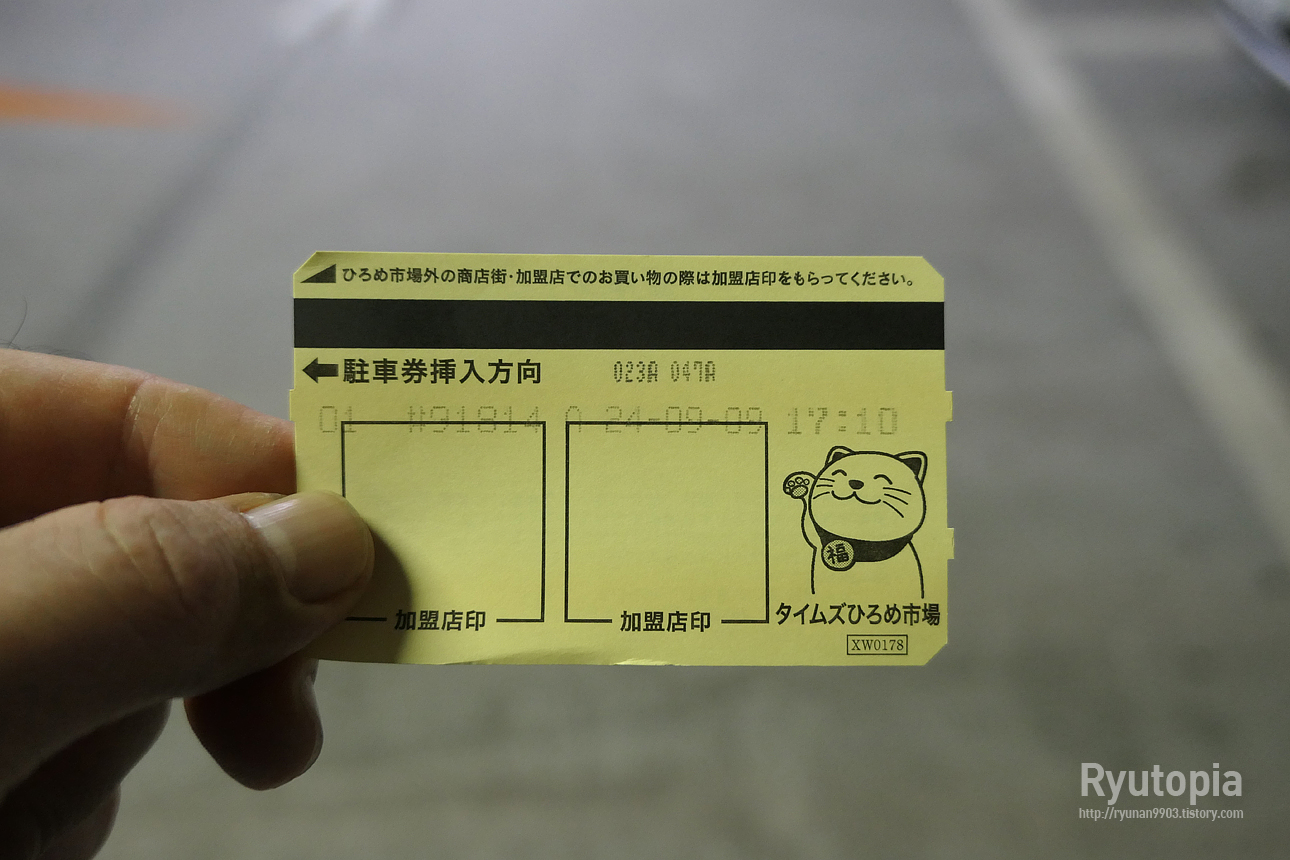 ひろめ市場外の商店街・加盟店でのお買い物の際は加盟店印をもらってください。
駐車券挿入方向 023A 047A
01 #91814 A 24-09-09 17:10
福
加盟店印 加盟店印 タイムズひろめ市場
XW0178
Ryutopia
http://ryunan9903.tistory.com